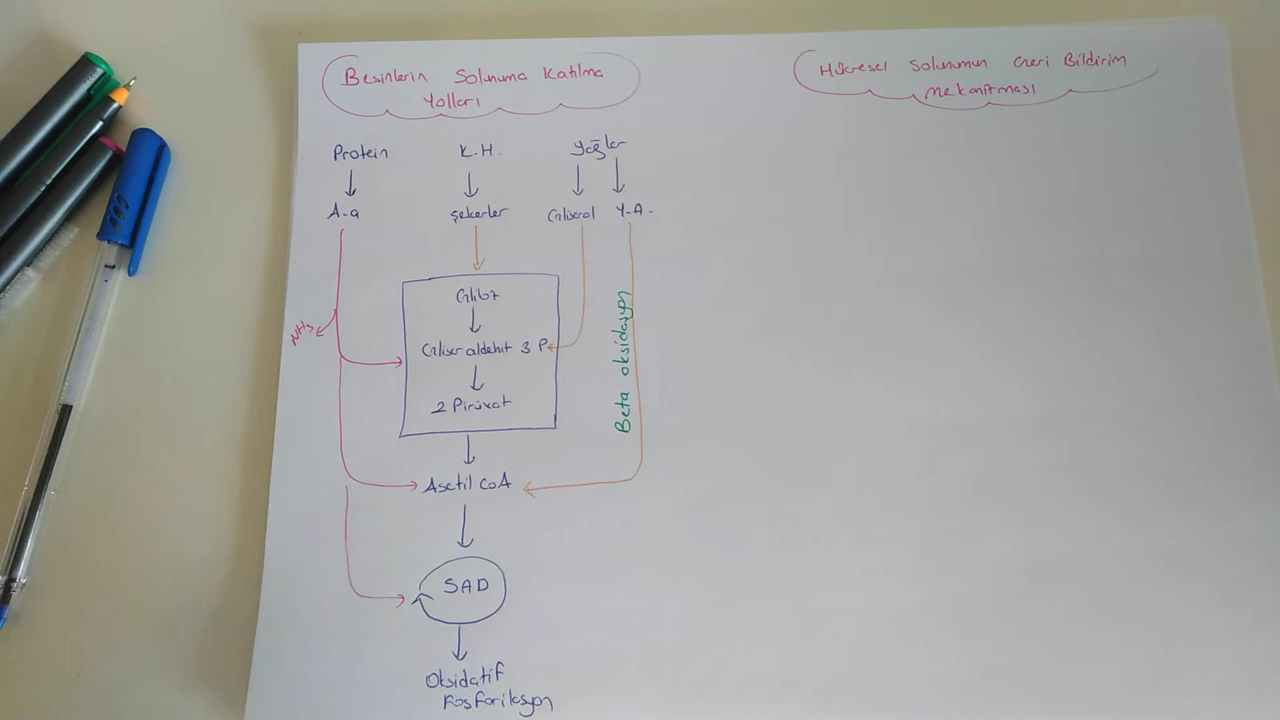 Besinlerin Solunuma Katılma
Yolları
Hücresel Solunumun Geri Bildirim
mekanizması
Protein K.H. Yağlar
A-a şekerler Gliserol Y-A-
Glikoz
NH3
Gliseraldehit 3 P
2 Pirüvat
Beta oksidasyon
Asetil CoA
SAD
Oksidatif
Fosforilasyon